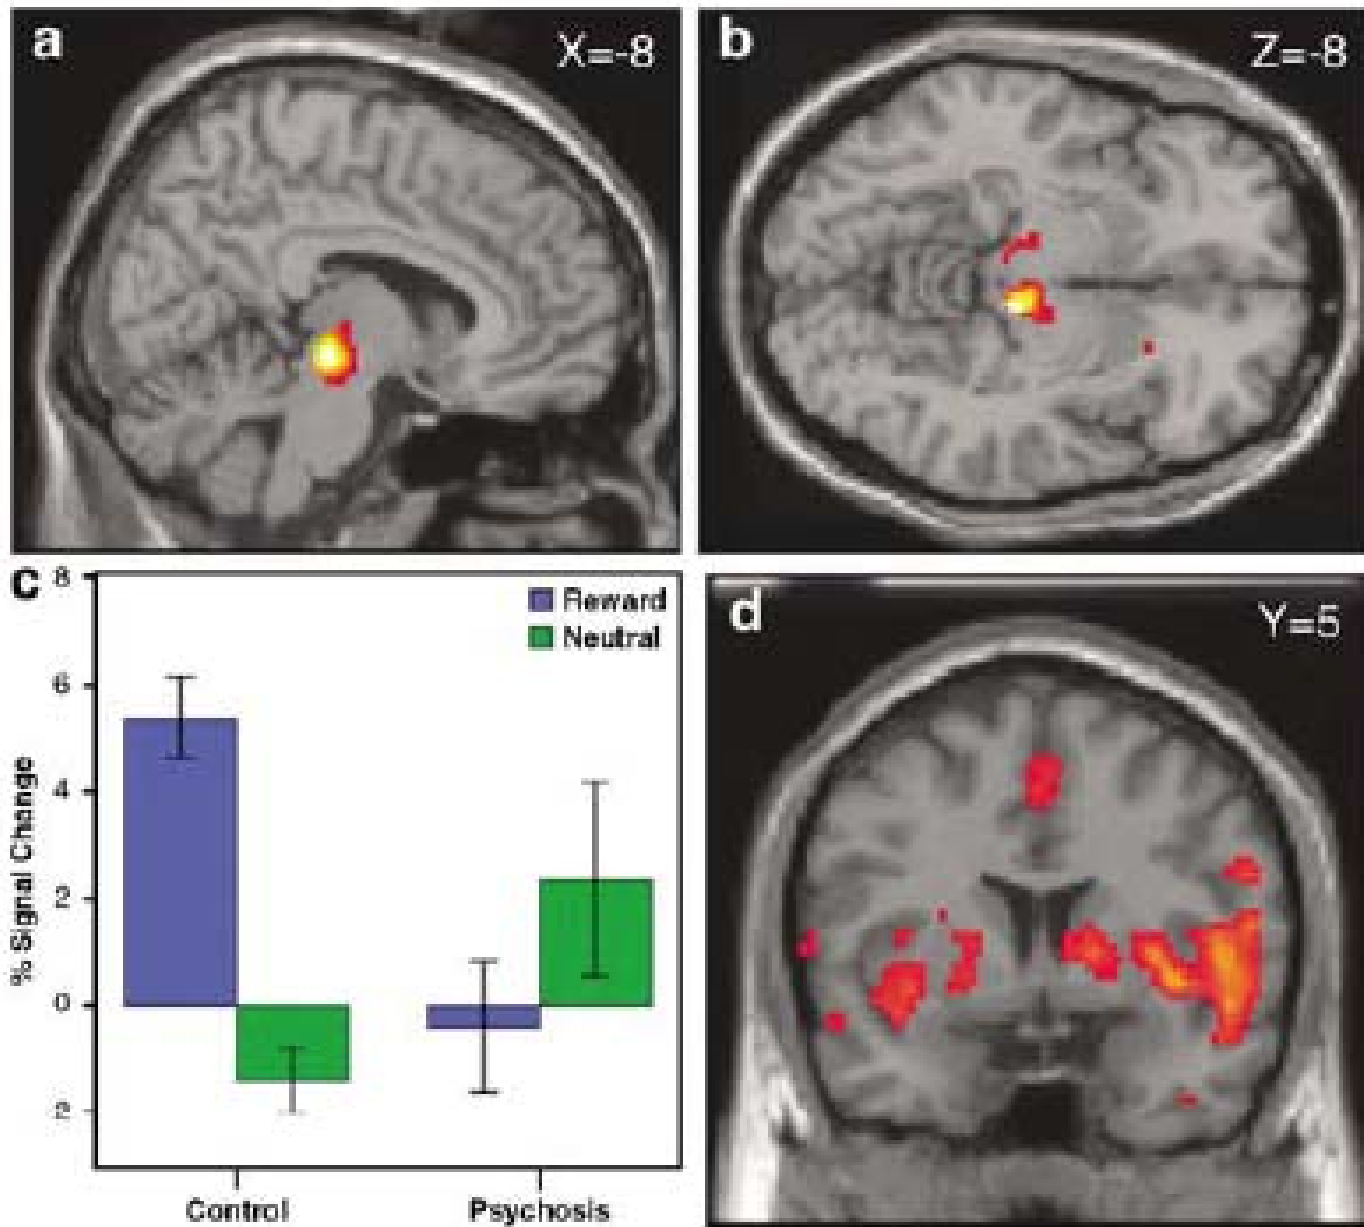 a
X=-8
b
Z=-8
c
8
Reward
Neutral
6
4
2
0
2
% Signal Change
Control
Psychosis
d
Y=5